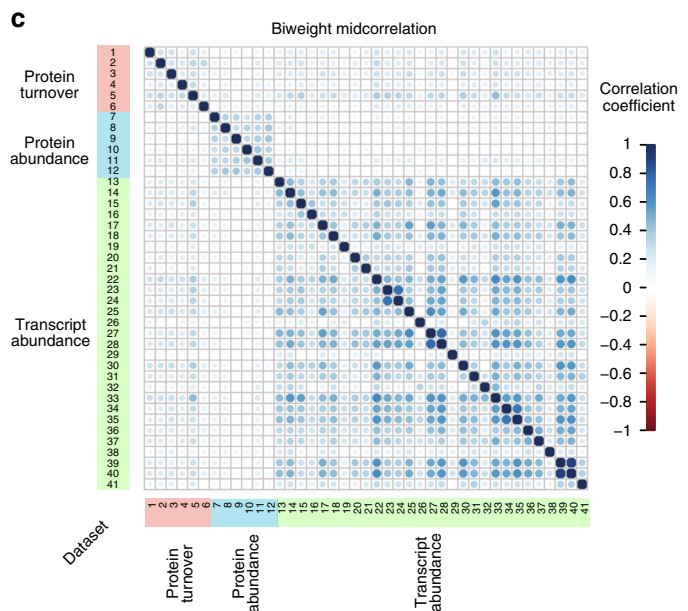 c
Biweight midcorrelation
Protein
turnover
Protein
abundance
Transcript
abundance
1
2
3
4
5
6
7
8
9
10
11
12
13
14
15
16
17
18
19
20
21
22
23
24
25
26
27
28
29
30
31
32
33
34
35
36
37
38
39
40
41
Correlation
coefficient
1
0.8
0.6
0.4
0.2
0
−0.2
−0.4
−0.6
−0.8
−1
1 2 3 4 5 6 7 8 9 10 11 12 13 14 15 16 17 18 19 20 21 22 23 24 25 26 27 28 29 30 31 32 33 34 35 36 37 38 39 40 41
Dataset
Protein
turnover
Protein
abundance
Transcript
abundance